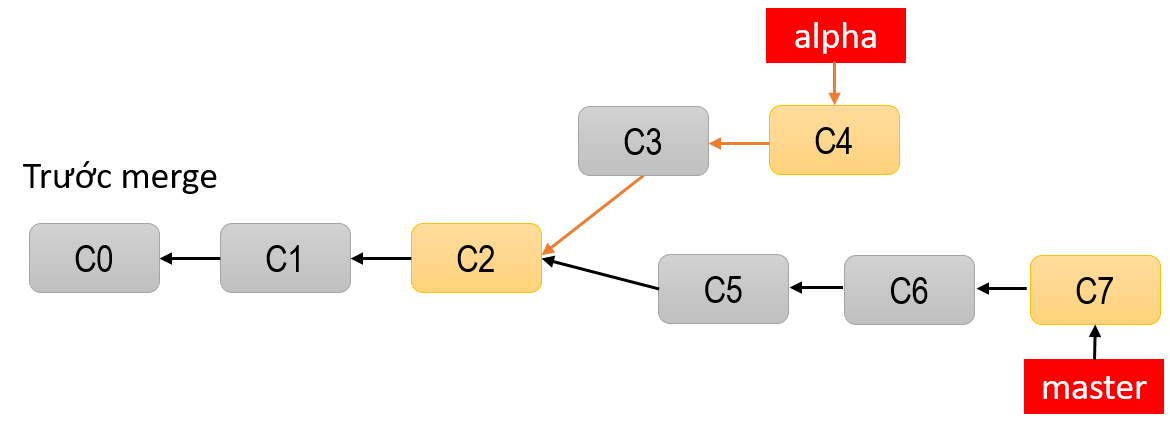 alpha
C3
C4
Trước merge
C0
C1
C2
C5
C6
C7
master